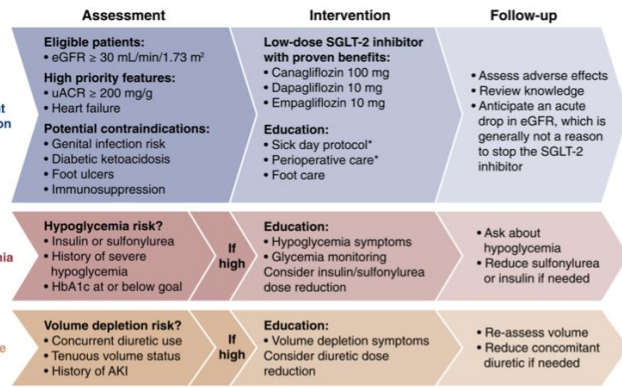 Assessment
Intervention
Follow-up
Eligible patients:
• eGFR ≥ 30 mL/min/1.73 m²
High priority features:
• uACR ≥ 200 mg/g
• Heart failure
Potential contraindications:
• Genital infection risk
• Diabetic ketoacidosis
• Foot ulcers
• Immunosuppression
Low-dose SGLT-2 inhibitor
with proven benefits:
• Canagliflozin 100 mg
• Dapagliflozin 10 mg
• Empagliflozin 10 mg
Education:
• Sick day protocol*
• Perioperative care*
• Foot care
• Assess adverse effects
• Review knowledge
• Anticipate an acute
drop in eGFR, which is
generally not a reason
to stop the SGLT-2
inhibitor
Hypoglycemia risk?
• Insulin or sulfonylurea
• History of severe
hypoglycemia
• HbA1c at or below goal
If
high
Education:
• Hypoglycemia symptoms
• Glycemia monitoring
Consider insulin/sulfonylurea
dose reduction
• Ask about
hypoglycemia
• Reduce sulfonylurea
or insulin if needed
Volume depletion risk?
• Concurrent diuretic use
• Tenuous volume status
• History of AKI
If
high
Education:
• Volume depletion symptoms
Consider diuretic dose
reduction
• Re-assess volume
• Reduce concomitant
diuretic if needed